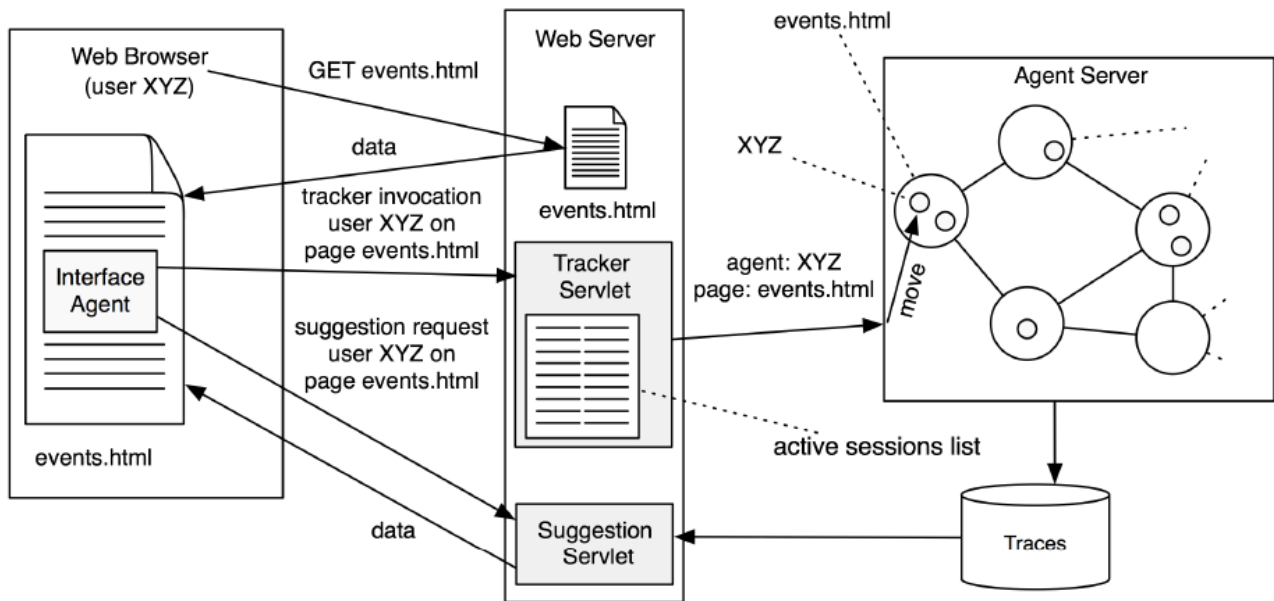 Web Browser
(user XYZ)
Interface
Agent
events.html
GET events.html
data
tracker invocation
user XYZ on
page events.html
suggestion request
user XYZ on
page events.html
data
Web Server
events.html
Tracker
Servlet
Suggestion
Servlet
events.html
XYZ
agent: XYZ
page: events.html
active sessions list
Agent Server
move
Traces